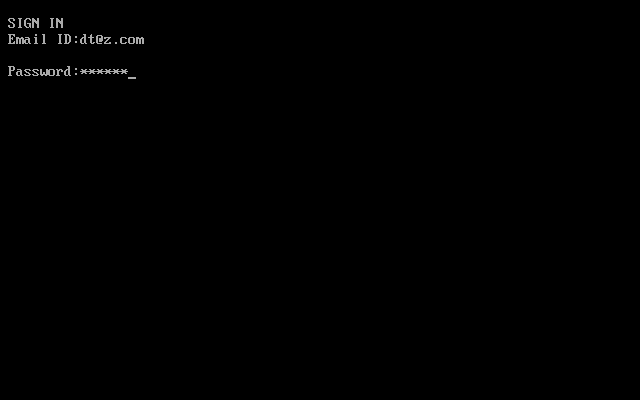 SIGN IN
Email ID:dt@z.com
Password:******_